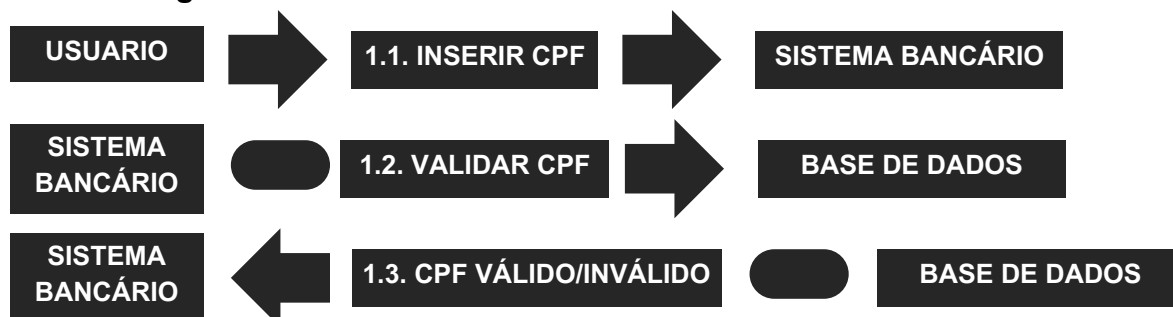 USUARIO
1.1. INSERIR CPF
SISTEMA BANCÁRIO
SISTEMA
BANCÁRIO
1.2. VALIDAR CPF
BASE DE DADOS
SISTEMA
BANCÁRIO
1.3. CPF VÁLIDO/INVÁLIDO
BASE DE DADOS